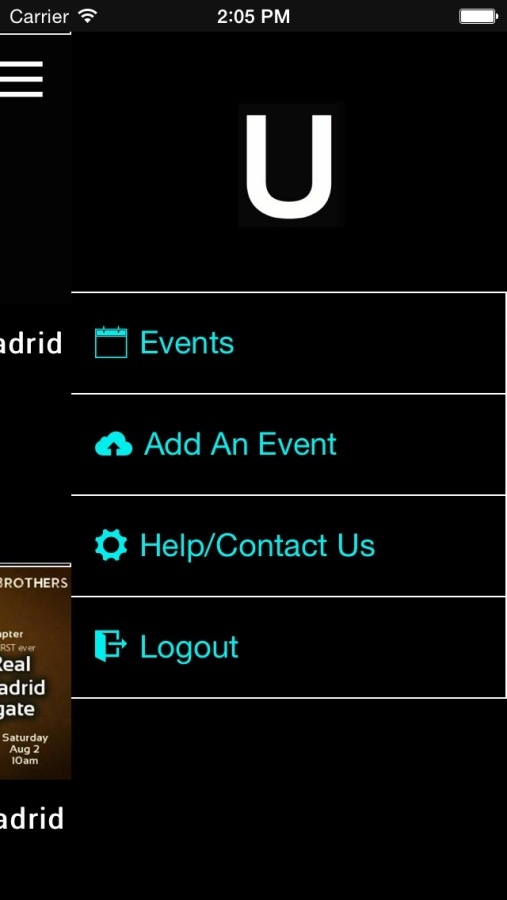 Carrier
2:05 PM
U
adrid
Events
Add An Event
Help/Contact Us
Logout
BROTHERS
pter
RST ever
Real
adrid
gate
Saturday
Aug 2
10am
adrid